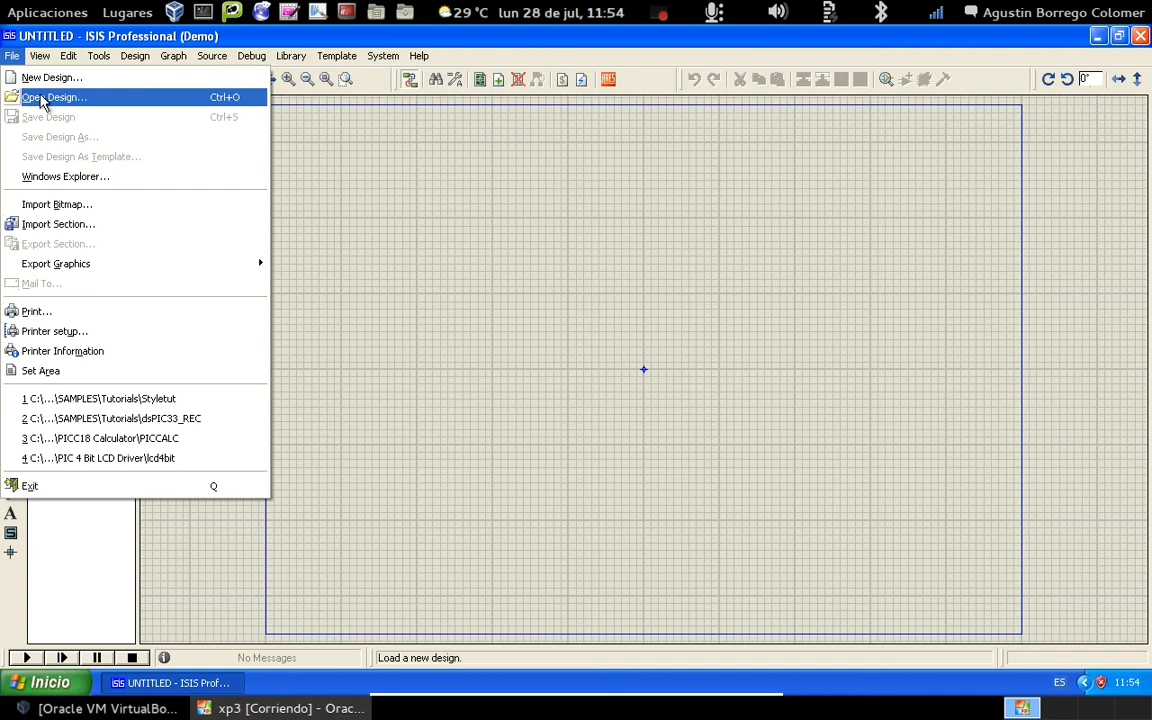 Aplicaciones Lugares 29 °C lun 28 de jul, 11:54 Agustin Borrego Colomer
UNTITLED - ISIS Professional (Demo)
File View Edit Tools Design Graph Source Debug Library Template System Help
New Design...
Open Design... Ctrl+O
Save Design Ctrl+S
Save Design As...
Save Design As Template...
Windows Explorer...
Import Bitmap...
Import Section...
Export Section...
Export Graphics
Mail To...
Print...
Printer setup...
Printer Information
Set Area
1 C:\...\SAMPLES\Tutorials\Styletut
2 C:\...\SAMPLES\Tutorials\dsPIC33_REC
3 C:\...\PICC18 Calculator\PICCALC
4 C:\...\PIC 4 Bit LCD Driver\lcd4bit
Exit Q
ARES
0°
A
No Messages Load a new design.
Inicio ISIS UNTITLED - ISIS Prof... ES 11:54
[Oracle VM VirtualBo... xp3 [Corriendo] - Orac...